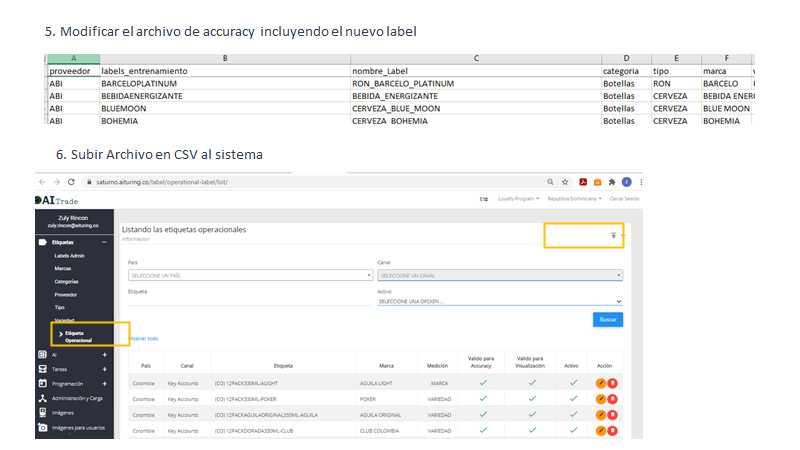 5. Modificar el archivo de accuracy incluyendo el nuevo label
A B C D E F
proveedor labels_entrenamiento nombre_Label categoria tipo marca
ABI BARCELOPLATINUM RON_BARCELO_PLATINUM Botellas RON BARCELO
ABI BEBIDAENERGIZANTE BEBIDA_ENERGIZANTE Botellas CERVEZA BEBIDA ENER
ABI BLUEMOON CERVEZA_BLUE_MOON Botellas CERVEZA BLUE MOON
ABI BOHEMIA CERVEZA BOHEMIA Botellas CERVEZA BOHEMIA
6. Subir Archivo en CSV al sistema
saturno.aituring.co/label/operational-label/list/
AITrade Loyalty Program Republica Dominicana Cerrar Sesión
Zuly Rincon
zuly.rincon@aituring.co
Listando las etiquetas operacionales
Informacion
Etiquetas
Labels Admin
Marcas
Categorías
Proveedor
Tipo
Variedad
Etiqueta
Operacional
AI
Tareas
Programación
Administración y Carga
Imágenes
Imágenes para usuarios
País Canal
SELECCIONE UN PAÍS SELECCIONE UN CANAL
Etiqueta Activo
SELECCIONE UNA OPCIÓN ...
Buscar
Mostrar todo
País Canal Etiqueta Marca Medición Valido para Accuracy Valido para Visualización Activo Acción
Colombia Key Accounts (CO) 12PACK330ML-ALIGHT AGUILA LIGHT MARCA
Colombia Key Accounts (CO) 12PACK330ML-POKER POKER VARIEDAD
Colombia Key Accounts (CO) 12PACKAGUILAORIGINAL355ML-AGUILA AGUILA ORIGINAL VARIEDAD
Colombia Key Accounts (CO) 12PACKDORADA330ML-CLUB CLUB COLOMBIA VARIEDAD